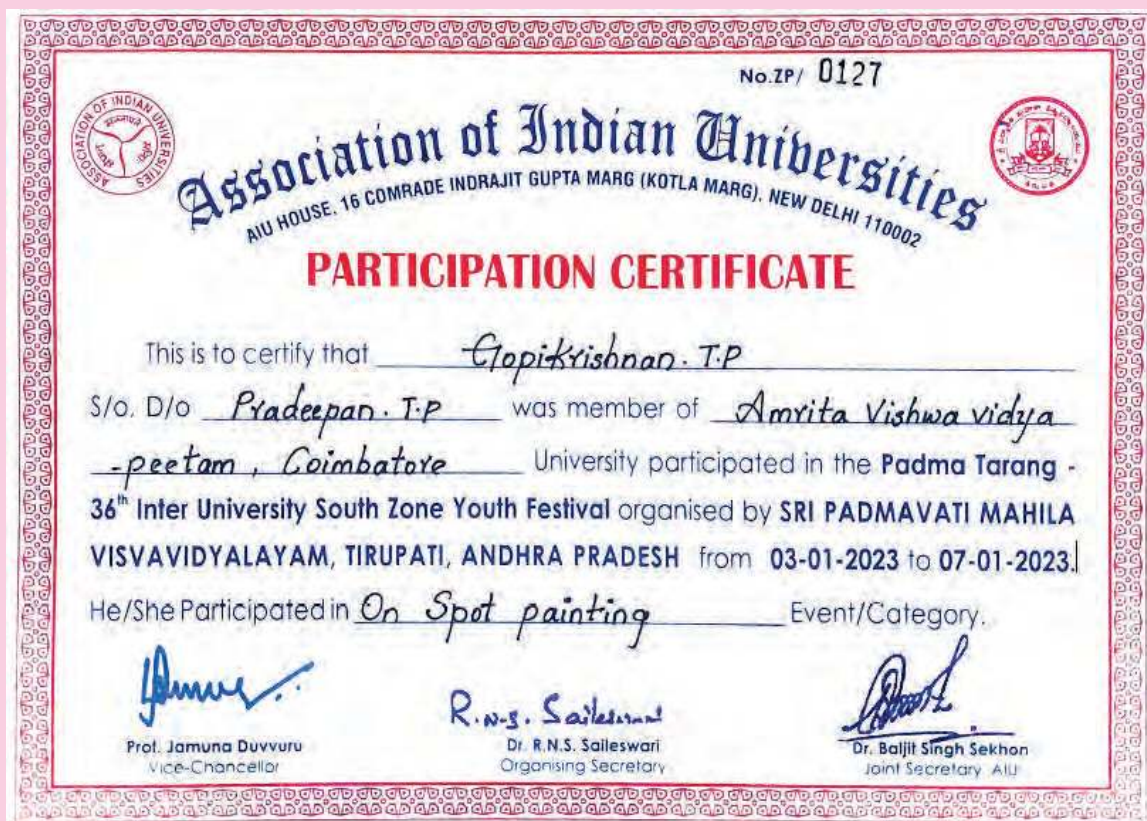 No.ZP/ 0127
ASSOCIATION OF INDIAN UNIVERSITIES
Association of Indian Universities
AIU HOUSE, 16 COMRADE INDRAJIT GUPTA MARG (KOTLA MARG), NEW DELHI 110002
PARTICIPATION CERTIFICATE
This is to certify that Gopikrishnan. T.P
S/o. D/o Pradeepan. T.P was member of Amrita Vishwa vidya
-peetam, Coimbatore University participated in the Padma Tarang -
36th Inter University South Zone Youth Festival organised by SRI PADMAVATI MAHILA
VISVAVIDYALAYAM, TIRUPATI, ANDHRA PRADESH from 03-01-2023 to 07-01-2023.
He/She Participated in On Spot painting Event/Category.
R.N.S. Saileswari
Prof. Jamuna Duvvuru
Vice-Chancellor
Dr. R.N.S. Saileswari
Organising Secretary
Dr. Baljit Singh Sekhon
Joint Secretary AIU